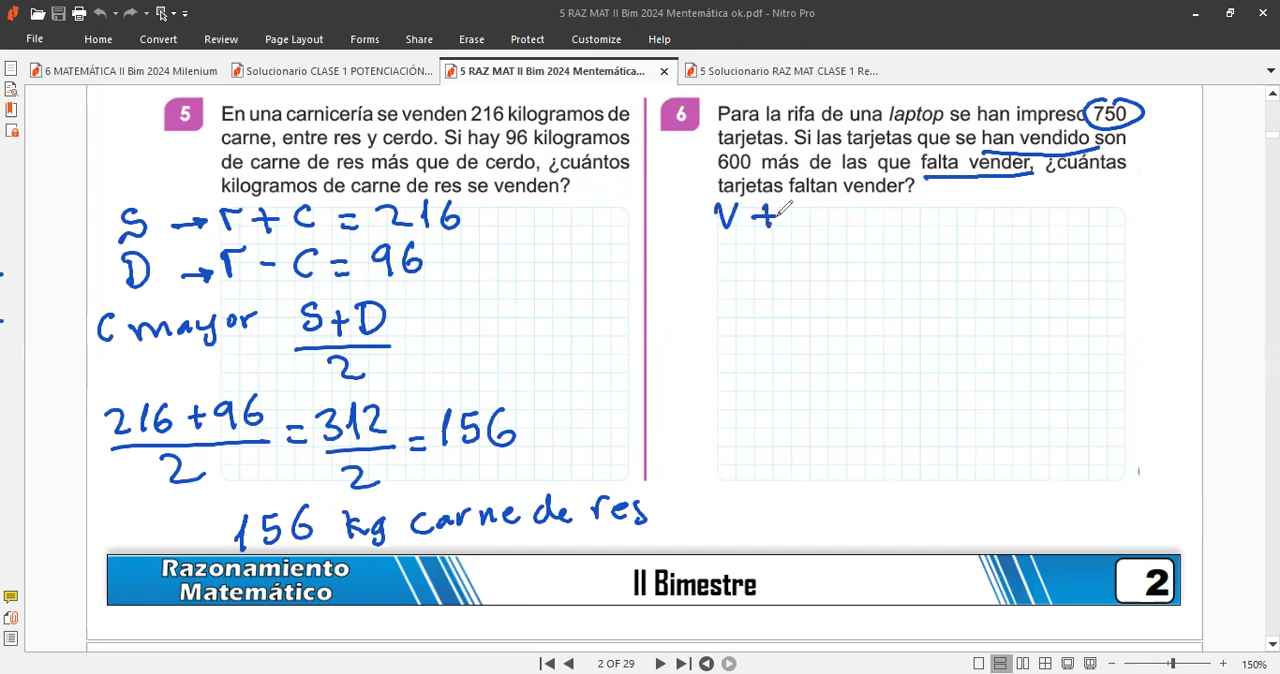 5 RAZ MAT II Bim 2024 Mentemática ok.pdf - Nitro Pro
File Home Convert Review Page Layout Forms Share Erase Protect Customize Help
6 MATEMÁTICA II Bim 2024 Milenium
Solucionario CLASE 1 POTENCIACIÓN...
5 RAZ MAT II Bim 2024 Mentemática...
5 Solucionario RAZ MAT CLASE 1 Re...
5
En una carnicería se venden 216 kilogramos de
carne, entre res y cerdo. Si hay 96 kilogramos
de carne de res más que de cerdo, ¿cuántos
kilogramos de carne de res se venden?
S → r + c = 216
D → r - c = 96
C mayor S+D/2
216+96/2 = 312/2 = 156
156 kg carne de res
6
Para la rifa de una laptop se han impreso 750
tarjetas. Si las tarjetas que se han vendido son
600 más de las que falta vender, ¿cuántas
tarjetas faltan vender?
V +
Razonamiento
Matemático
II Bimestre
2
2 OF 29
150%